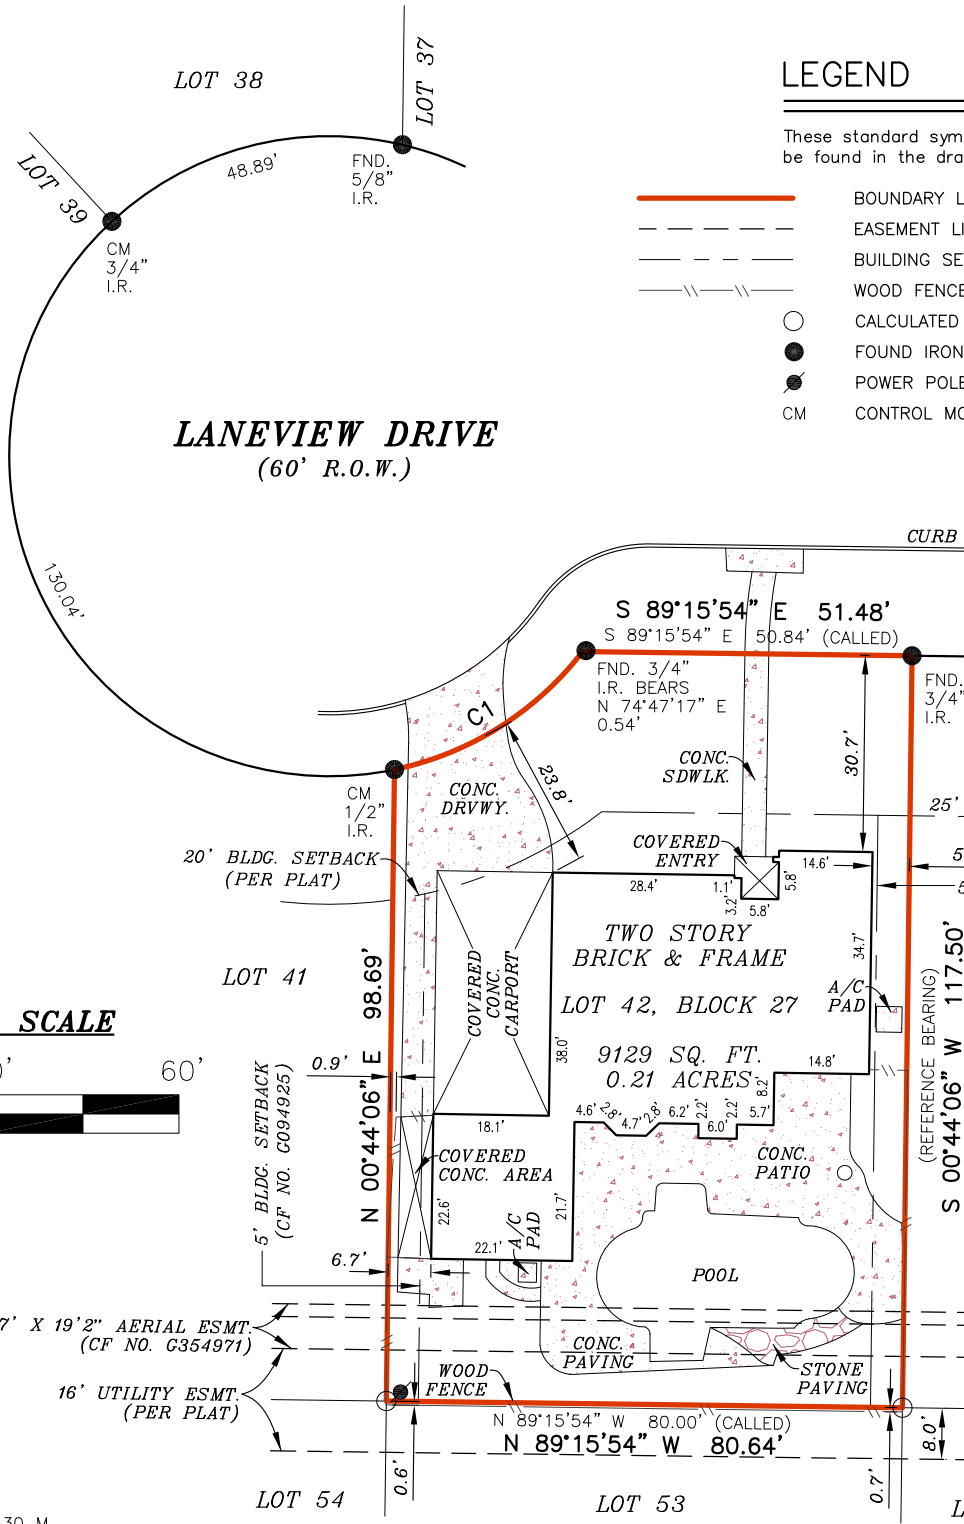 LOT 38
LOT 37
LOT 39
48.89'
FND.
5/8"
I.R.
CM
3/4"
I.R.
LEGEND
These standard sym
be found in the dra
BOUNDARY L
EASEMENT LI
BUILDING SE
WOOD FENCE
CALCULATED
FOUND IRON
POWER POLE
CM CONTROL MO
LANEVIEW DRIVE
(60' R.O.W.)
130.04'
CURB
S 89°15'54" E 51.48'
S 89°15'54" E 50.84' (CALLED)
FND. 3/4"
I.R. BEARS
N 74°47'17" E
0.54'
FND.
3/4"
I.R.
C1
30.7'
23.8'
CONC.
SDWLK.
CONC.
DRVWY.
CM
1/2"
I.R.
25'
20' BLDG. SETBACK
(PER PLAT)
COVERED
ENTRY
5
5
28.4'
1.1'
3.2'
5.8'
5.8'
14.6'
34.7'
TWO STORY
BRICK & FRAME
LOT 42, BLOCK 27
9129 SQ. FT.
0.21 ACRES
COVERED
CONC.
CARPORT
38.0'
LOT 41
N 00°44'06" E 98.69'
S 00°44'06" W 117.50'
(REFERENCE BEARING)
A/C
PAD
SCALE
0'
60'
0.9'
5' BLDG. SETBACK
(CF NO. G094925)
14.8'
8.2'
4.6'
2.8'
4.7'
2.8'
6.2'
2.2'
6.0'
2.2'
5.7'
18.1'
COVERED
CONC. AREA
22.6'
21.7'
22.1'
A/C
PAD
CONC.
PATIO
POOL
6.7'
7' X 19'2" AERIAL ESMT.
(CF NO. G354971)
16' UTILITY ESMT.
(PER PLAT)
CONC.
PAVING
STONE
PAVING
WOOD
FENCE
N 89°15'54" W 80.00' (CALLED)
N 89°15'54" W 80.64'
0.6'
0.7'
8.0'
LOT 54
LOT 53
L
30 M